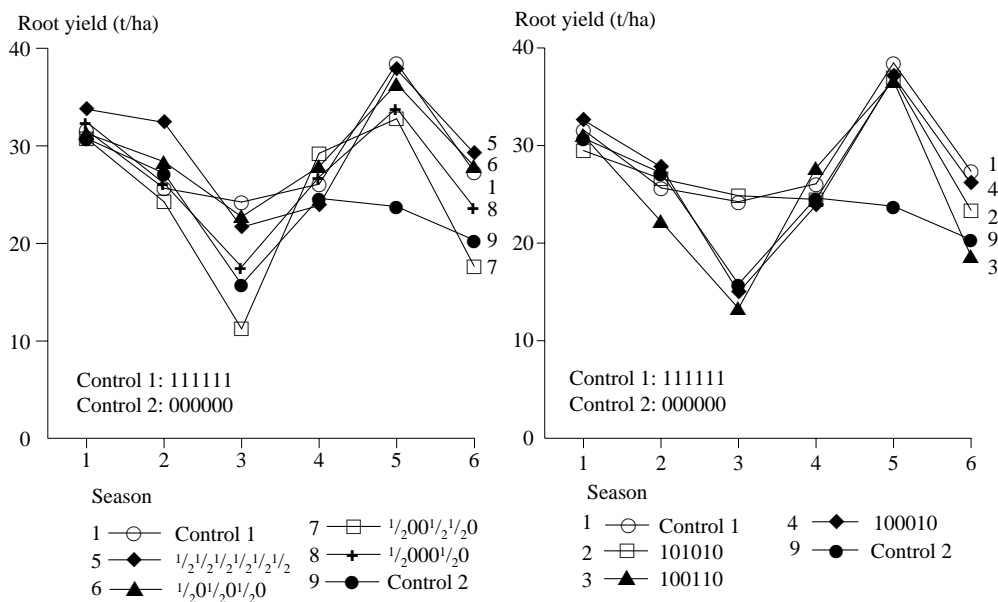 Root yield (t/ha)
40
30
20
10
0
5
6
1
8
9
7
Control 1: 111111
Control 2: 000000
1 2 3 4 5 6
Season
1 Control 1
5 ¹/₂¹/₂¹/₂¹/₂¹/₂¹/₂
6 ¹/₂0¹/₂0¹/₂0
7 ¹/₂00¹/₂¹/₂0
8 ¹/₂000¹/₂0
9 Control 2
Root yield (t/ha)
40
30
20
10
0
1
4
2
9
3
Control 1: 111111
Control 2: 000000
1 2 3 4 5 6
Season
1 Control 1
2 101010
3 100110
4 100010
9 Control 2